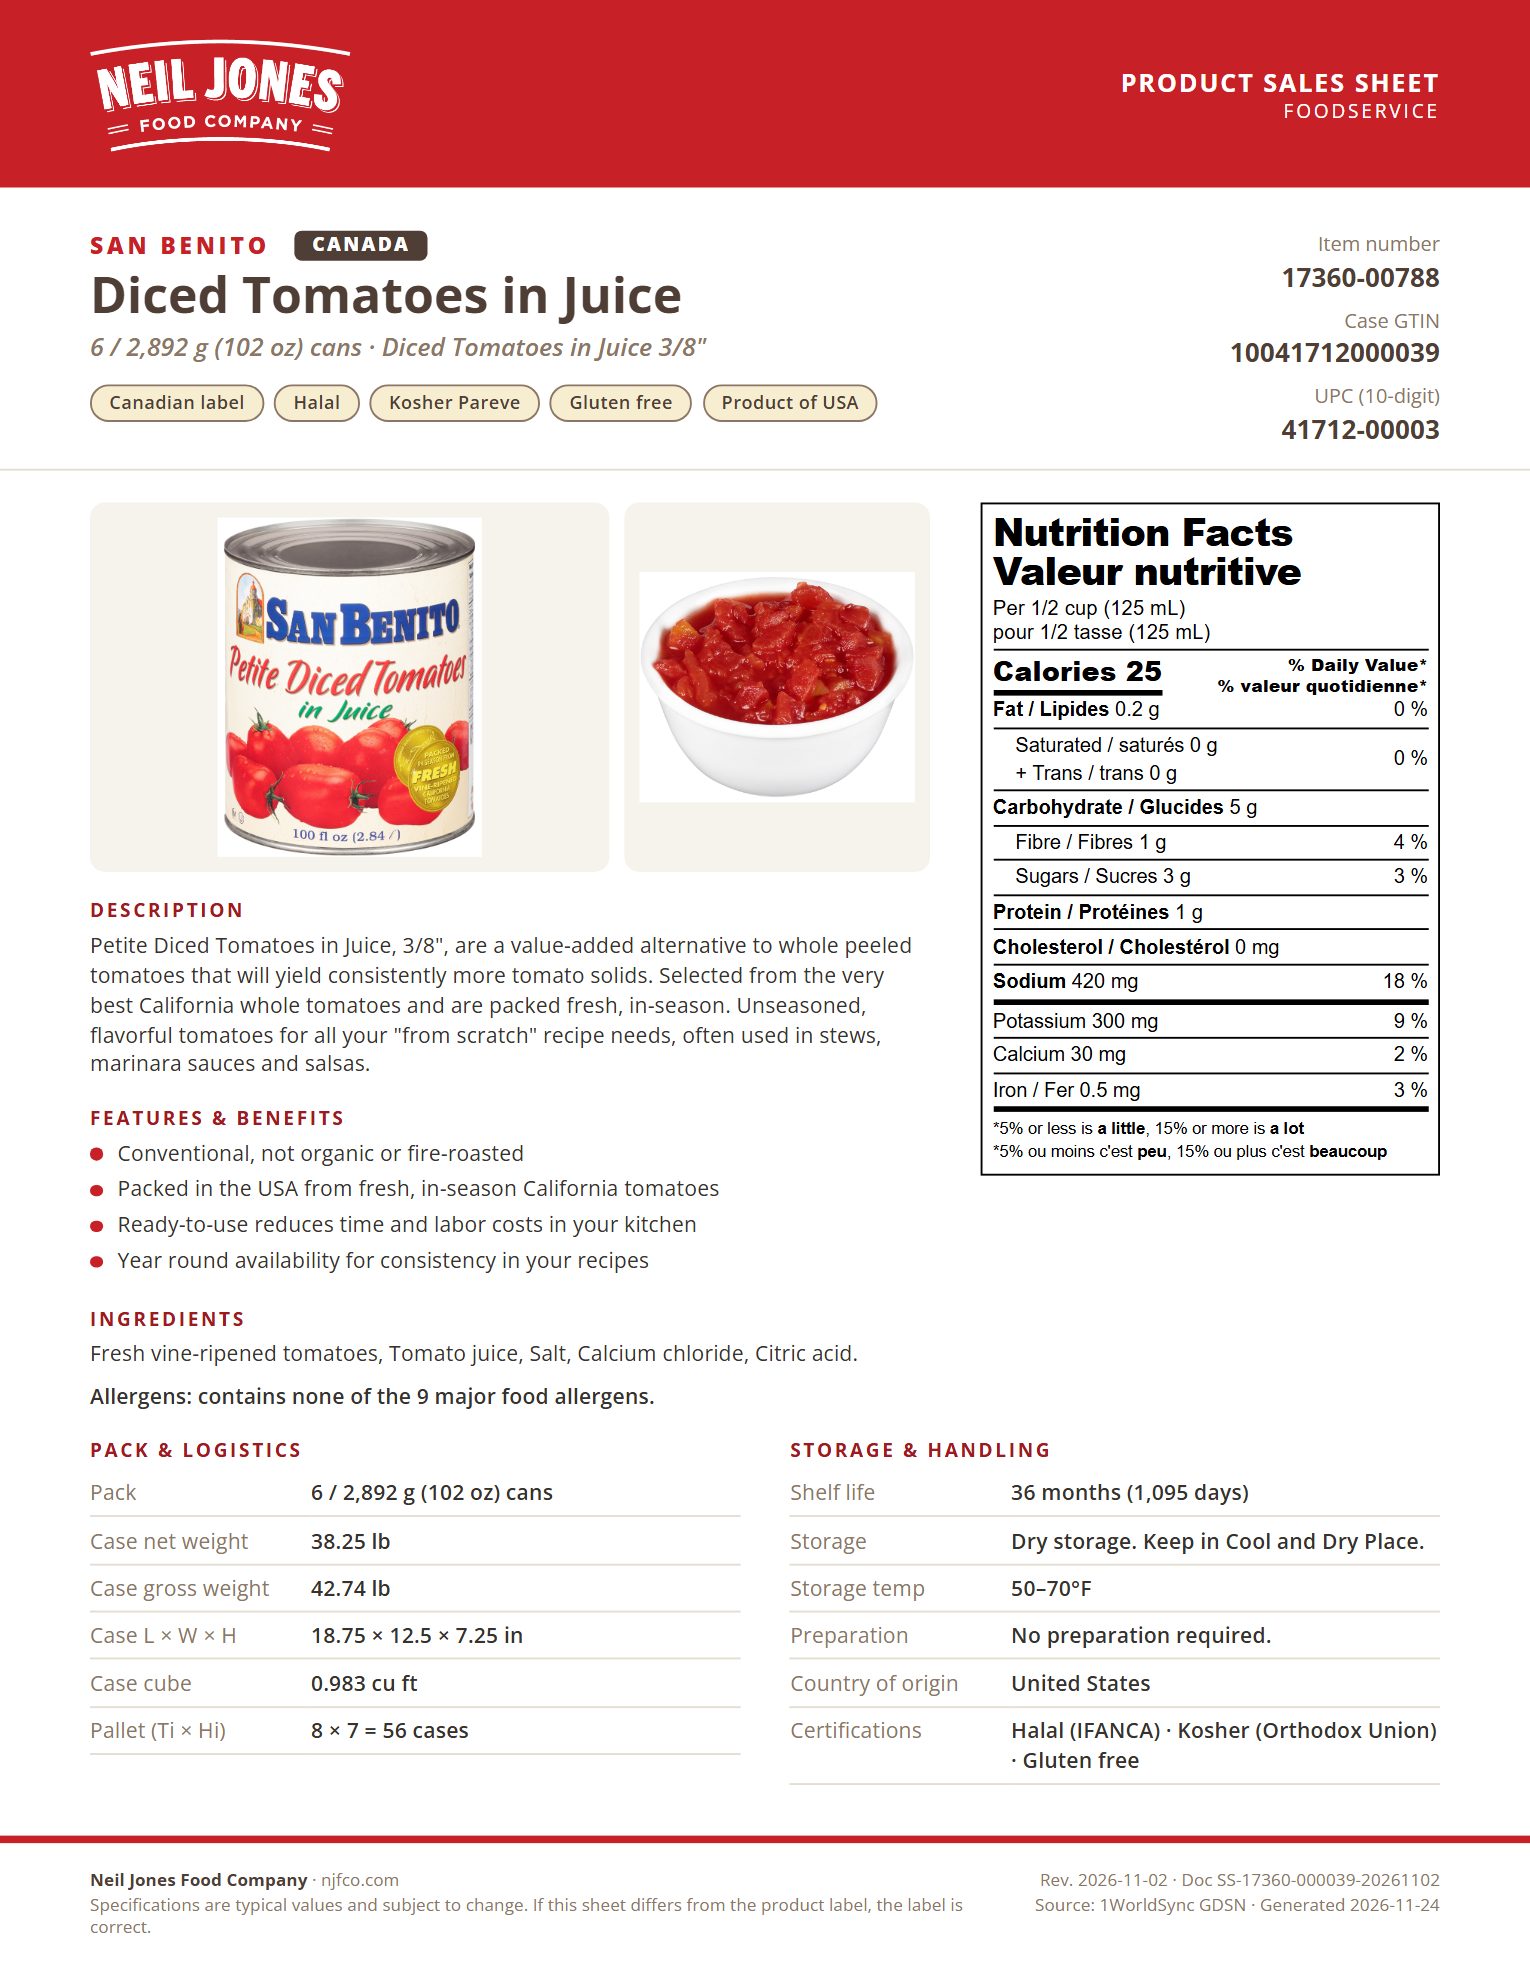 NEIL JONES
FOOD COMPANY
PRODUCT SALES SHEET
FOODSERVICE
SAN BENITO CANADA
Diced Tomatoes in Juice
6 / 2,892 g (102 oz) cans · Diced Tomatoes in Juice 3/8"
Canadian label Halal Kosher Pareve Gluten free Product of USA
Item number
17360-00788
Case GTIN
10041712000039
UPC (10-digit)
41712-00003
SAN BENITO
Petite Diced Tomatoes
in Juice
PACKED
IN SEASON FROM
FRESH
VINE-RIPENED
CALIFORNIA
TOMATOES
100 fl oz (2.84 l)
Nutrition Facts
Valeur nutritive
Per 1/2 cup (125 mL)
pour 1/2 tasse (125 mL)
Calories 25
% Daily Value*
% valeur quotidienne*
Fat / Lipides 0.2 g 0 %
Saturated / saturés 0 g
+ Trans / trans 0 g 0 %
Carbohydrate / Glucides 5 g
Fibre / Fibres 1 g 4 %
Sugars / Sucres 3 g 3 %
Protein / Protéines 1 g
Cholesterol / Cholestérol 0 mg
Sodium 420 mg 18 %
Potassium 300 mg 9 %
Calcium 30 mg 2 %
Iron / Fer 0.5 mg 3 %
*5% or less is a little, 15% or more is a lot
*5% ou moins c'est peu, 15% ou plus c'est beaucoup
DESCRIPTION
Petite Diced Tomatoes in Juice, 3/8", are a value-added alternative to whole peeled
tomatoes that will yield consistently more tomato solids. Selected from the very
best California whole tomatoes and are packed fresh, in-season. Unseasoned,
flavorful tomatoes for all your "from scratch" recipe needs, often used in stews,
marinara sauces and salsas.
FEATURES & BENEFITS
Conventional, not organic or fire-roasted
Packed in the USA from fresh, in-season California tomatoes
Ready-to-use reduces time and labor costs in your kitchen
Year round availability for consistency in your recipes
INGREDIENTS
Fresh vine-ripened tomatoes, Tomato juice, Salt, Calcium chloride, Citric acid.
Allergens: contains none of the 9 major food allergens.
PACK & LOGISTICS
Pack 6 / 2,892 g (102 oz) cans
Case net weight 38.25 lb
Case gross weight 42.74 lb
Case L × W × H 18.75 × 12.5 × 7.25 in
Case cube 0.983 cu ft
Pallet (Ti × Hi) 8 × 7 = 56 cases
STORAGE & HANDLING
Shelf life 36 months (1,095 days)
Storage Dry storage. Keep in Cool and Dry Place.
Storage temp 50–70°F
Preparation No preparation required.
Country of origin United States
Certifications Halal (IFANCA) · Kosher (Orthodox Union)
· Gluten free
Neil Jones Food Company · njfco.com
Specifications are typical values and subject to change. If this sheet differs from the product label, the label is
correct.
Rev. 2026-11-02 · Doc SS-17360-000039-20261102
Source: 1WorldSync GDSN · Generated 2026-11-24